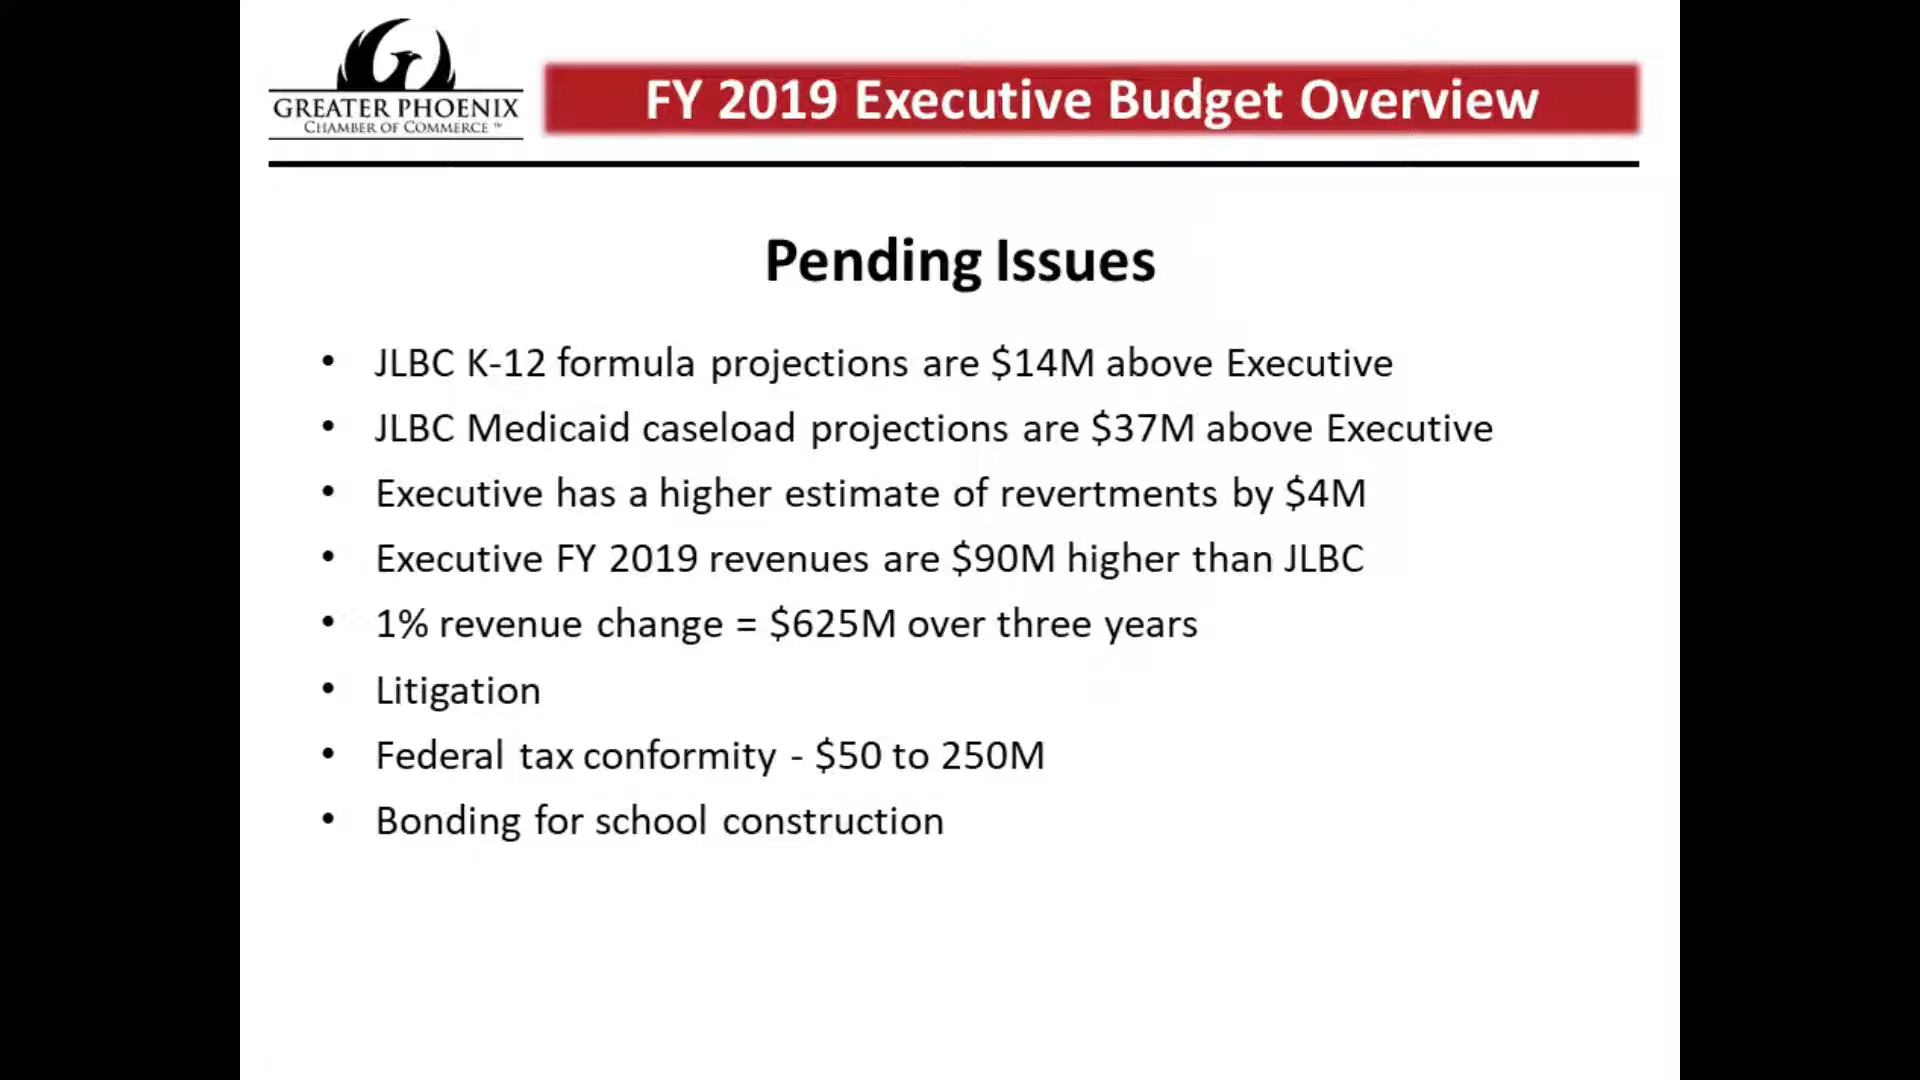 GREATER PHOENIX
CHAMBER OF COMMERCE ™
FY 2019 Executive Budget Overview
Pending Issues
• JLBC K-12 formula projections are $14M above Executive
• JLBC Medicaid caseload projections are $37M above Executive
• Executive has a higher estimate of revertments by $4M
• Executive FY 2019 revenues are $90M higher than JLBC
• 1% revenue change = $625M over three years
• Litigation
• Federal tax conformity - $50 to 250M
• Bonding for school construction